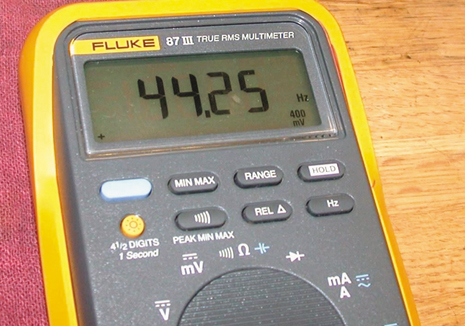 FLUKE 87 III TRUE RMS MULTIMETER
44.25 Hz
400
mV
+
MIN MAX RANGE HOLD
REL Δ Hz
PEAK MIN MAX
4½ DIGITS
1 Second
mV Ω
V
mA
A